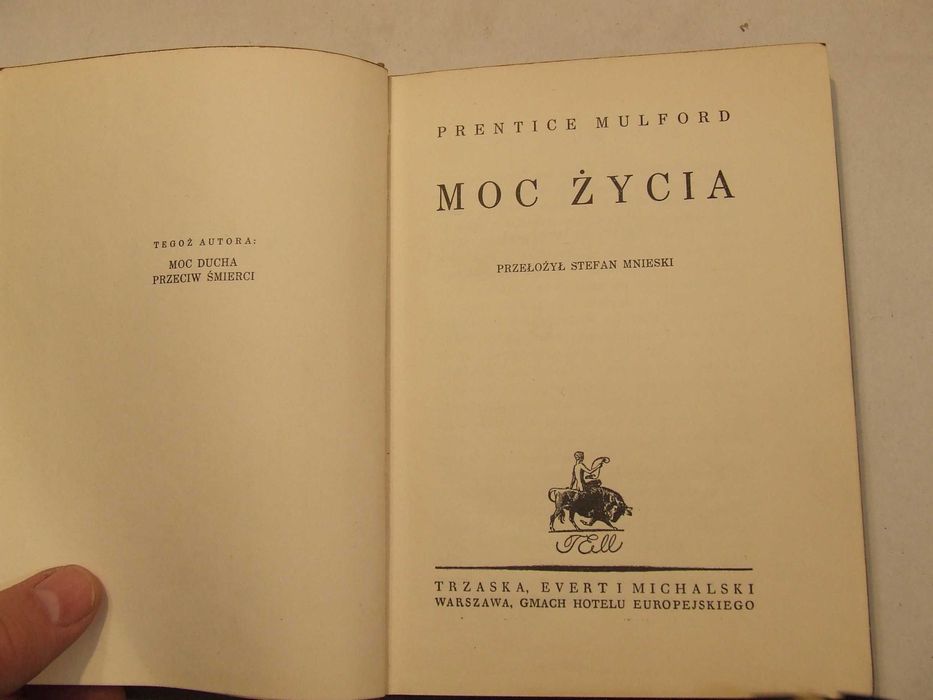 TEGOŻ AUTORA:
MOC DUCHA
PRZECIW ŚMIERCI
PRENTICE MULFORD
MOC ŻYCIA
PRZEŁOŻYŁ STEFAN MNIESKI
TRZASKA, EVERT I MICHALSKI
WARSZAWA, GMACH HOTELU EUROPEJSKIEGO